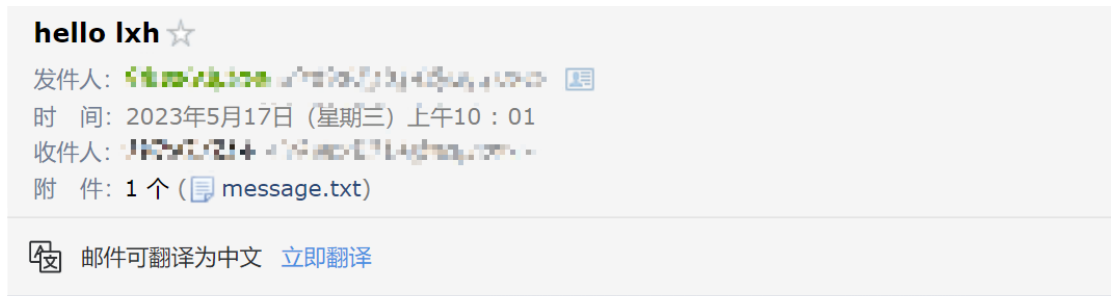 hello lxh
发件人：
时 间：2023年5月17日（星期三）上午10：01
收件人：
附 件：1 个 (message.txt)
邮件可翻译为中文 立即翻译